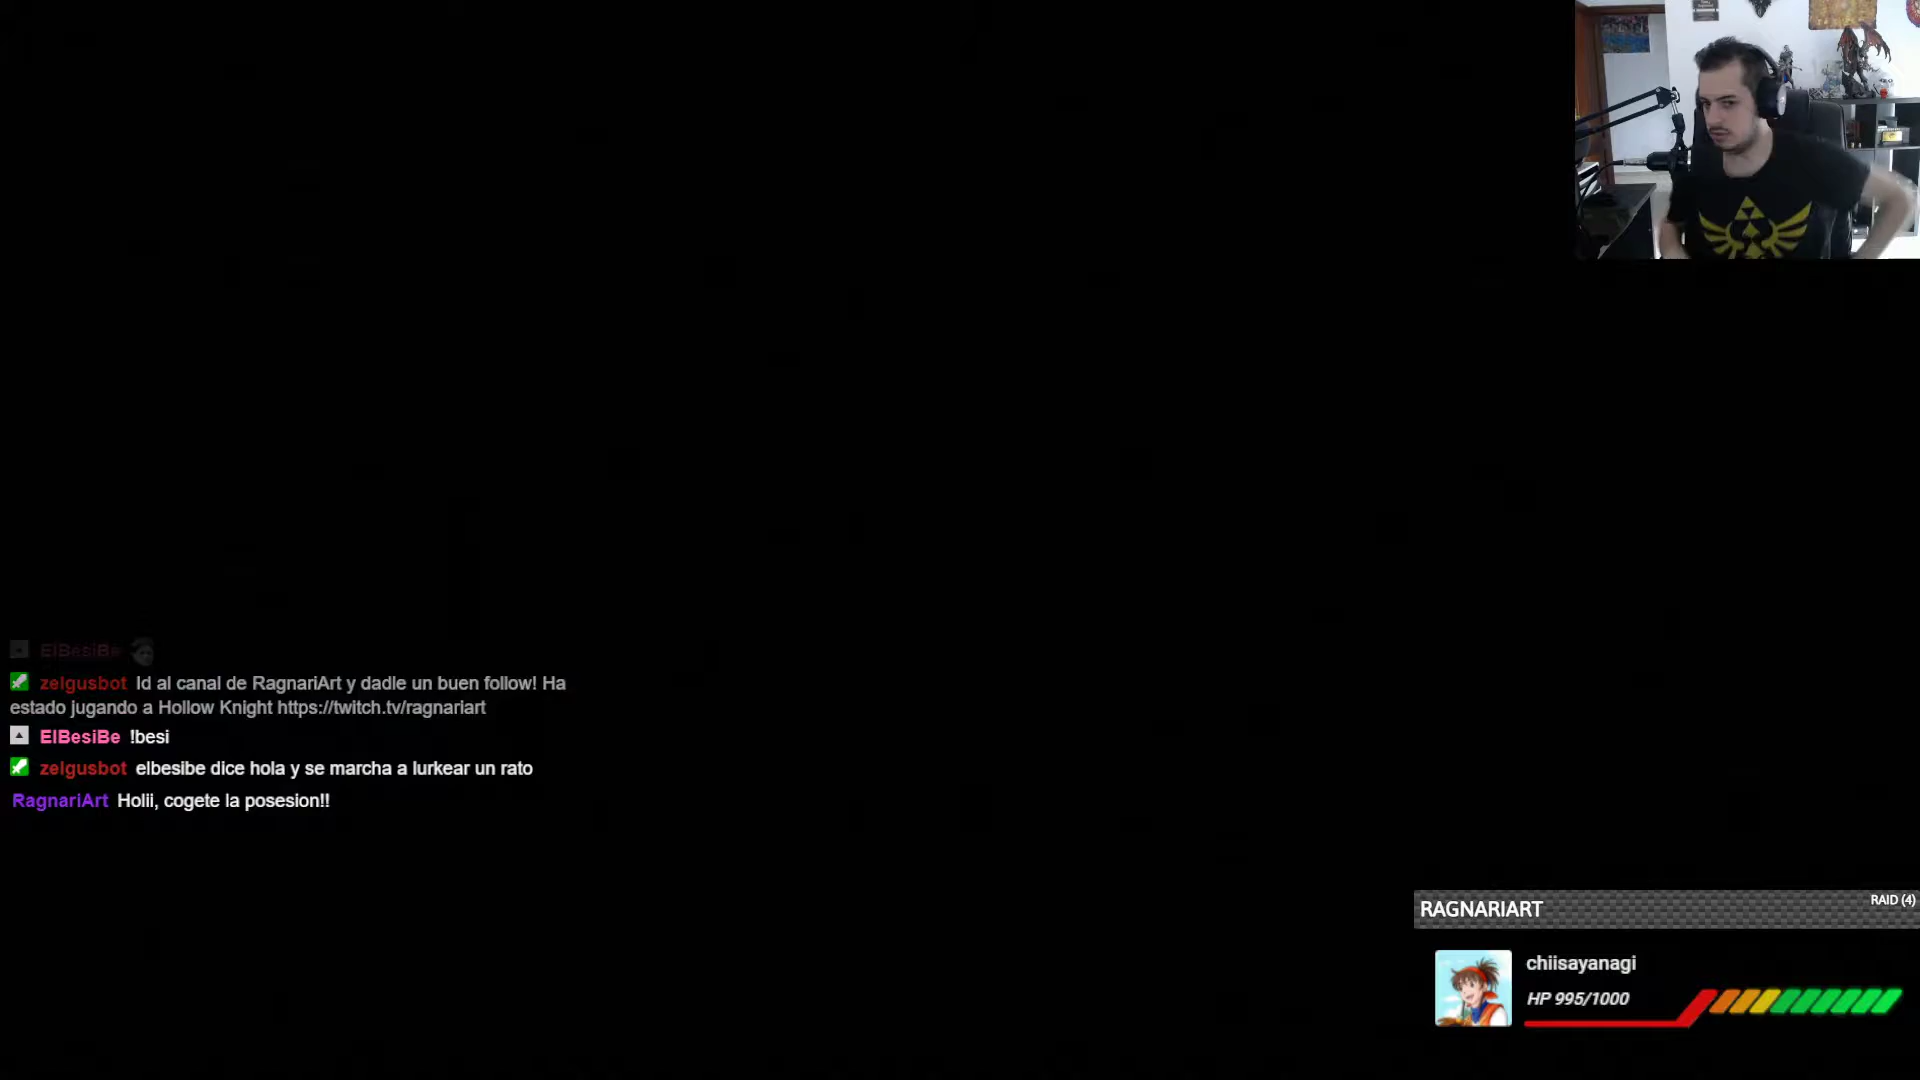 ElBesiBe
zelgusbot Id al canal de RagnariArt y dadle un buen follow! Ha
estado jugando a Hollow Knight https://twitch.tv/ragnariart
ElBesiBe !besi
zelgusbot elbesibe dice hola y se marcha a lurkear un rato
RagnariArt Holii, cogete la posesion!!
RAGNARIART RAID (4)
chiisayanagi
HP 995/1000